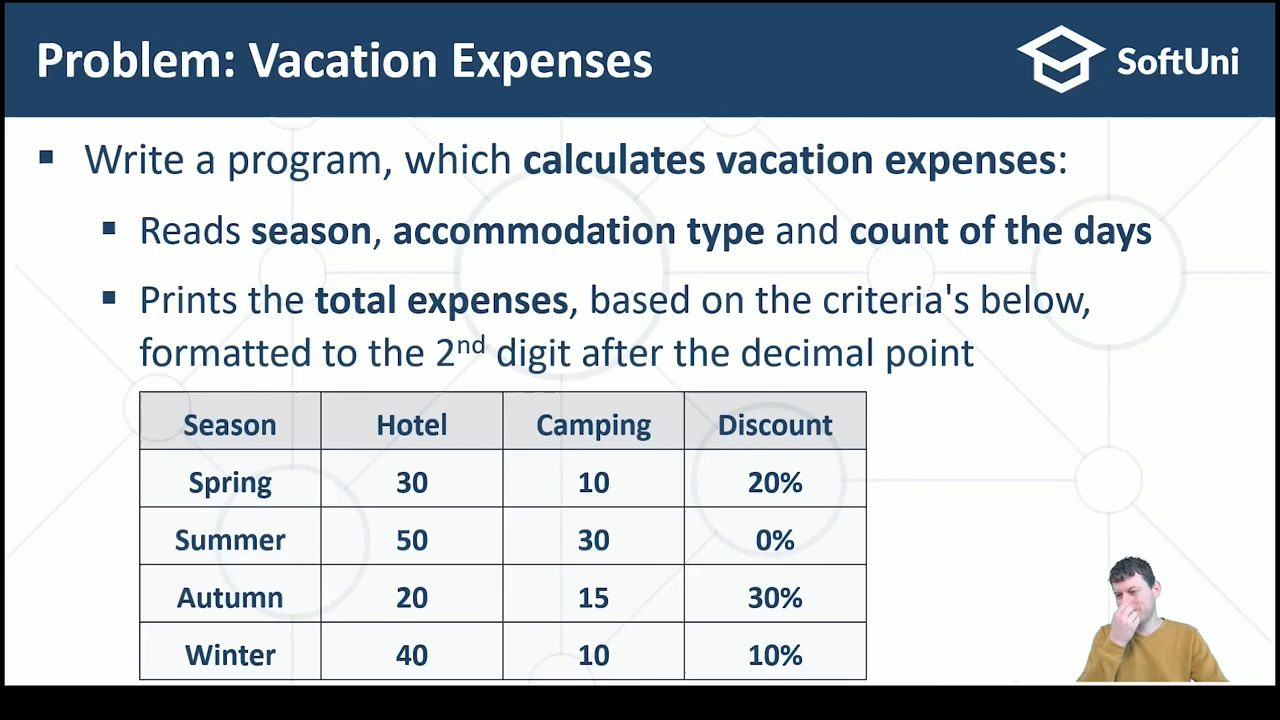 Problem: Vacation Expenses
SoftUni
▪ Write a program, which calculates vacation expenses:
▪ Reads season, accommodation type and count of the days
▪ Prints the total expenses, based on the criteria's below,
formatted to the 2nd digit after the decimal point
Season Hotel Camping Discount
Spring 30 10 20%
Summer 50 30 0%
Autumn 20 15 30%
Winter 40 10 10%